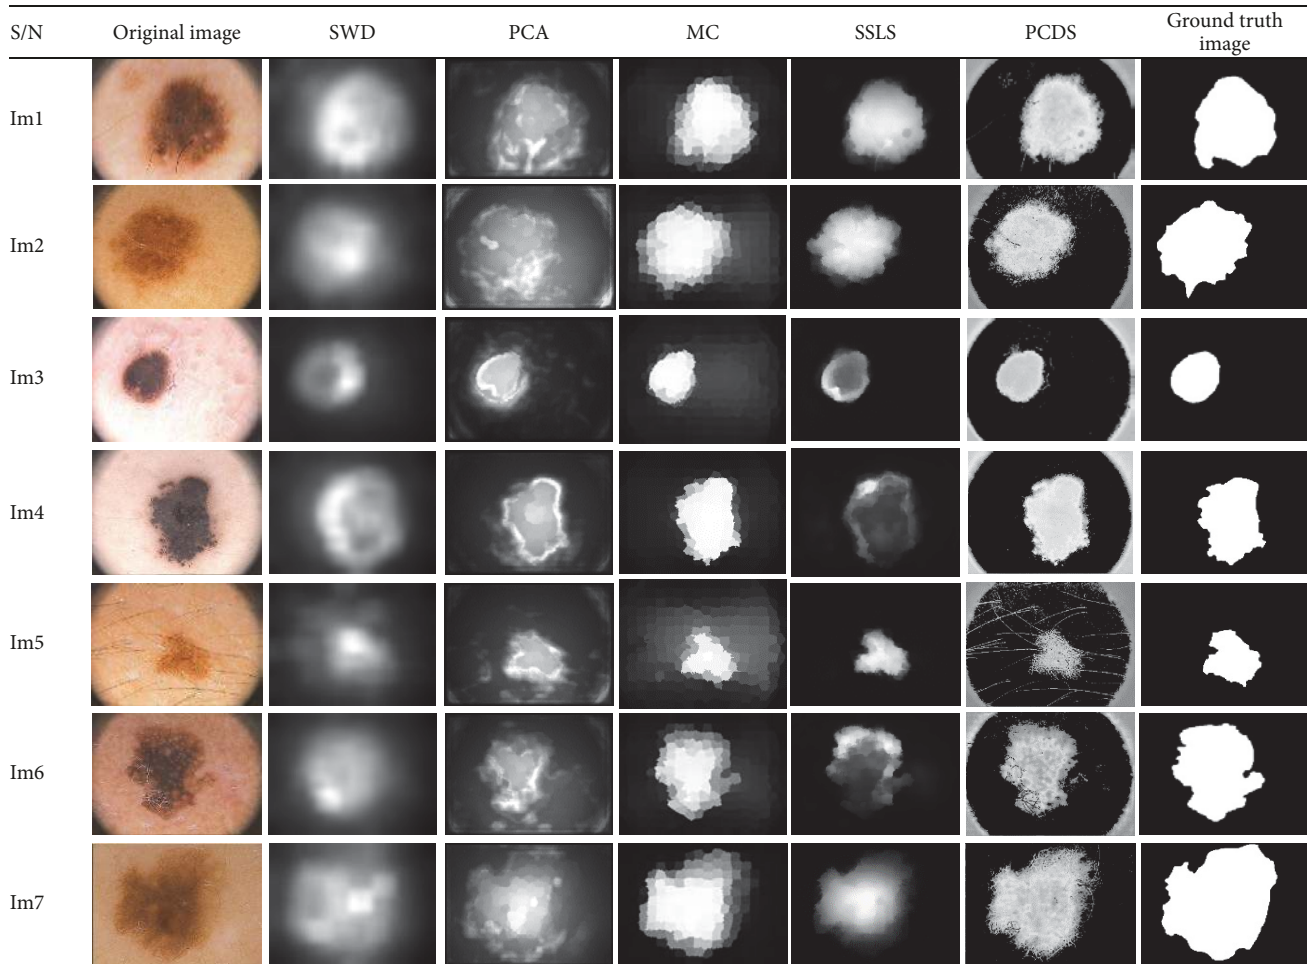 S/N Original image SWD PCA MC SSLS PCDS Ground truth
image
Im1
Im2
Im3
Im4
Im5
Im6
Im7